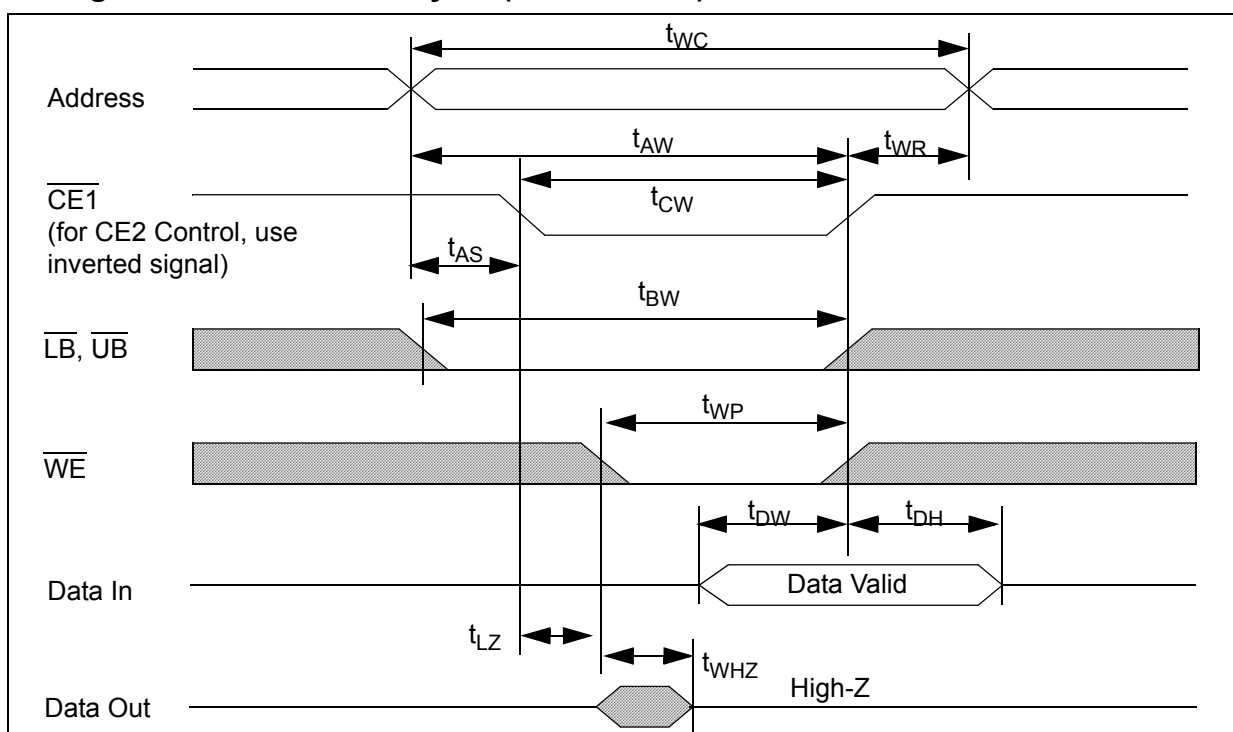 tWC
Address
tAW
tWR
CE1
(for CE2 Control, use
inverted signal)
tCW
tAS
tBW
LB, UB
tWP
WE
tDW
tDH
Data In
Data Valid
tLZ
tWHZ
High-Z
Data Out